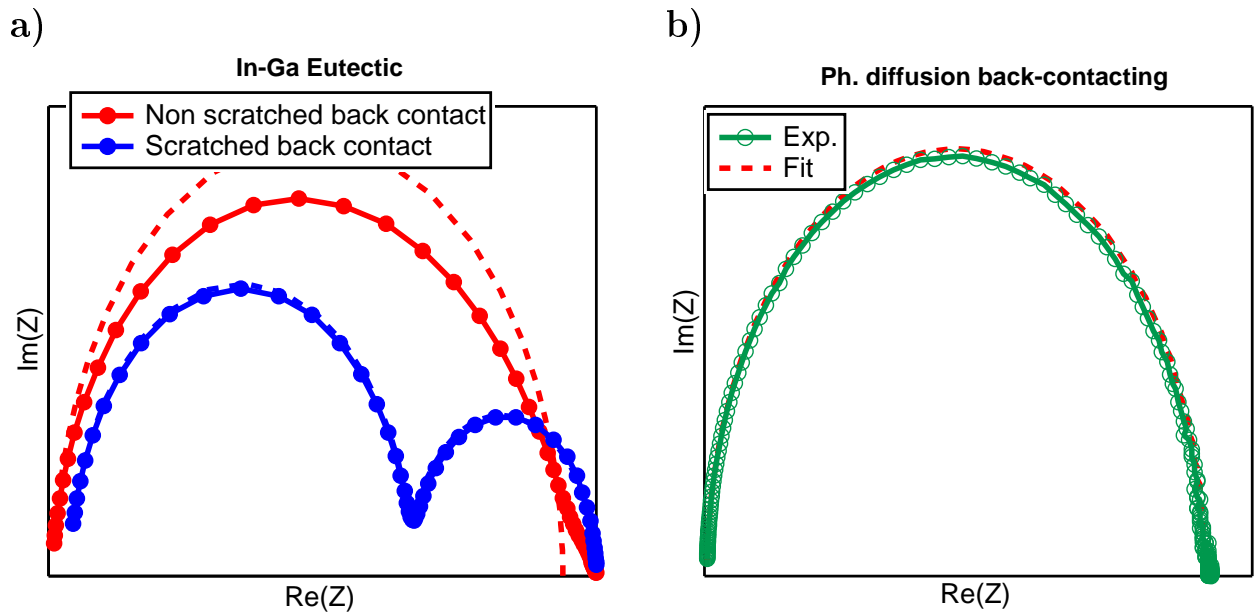 a)
In-Ga Eutectic
Non scratched back contact
Scratched back contact
Im(Z)
Re(Z)
b)
Ph. diffusion back-contacting
Exp.
Fit
Im(Z)
Re(Z)